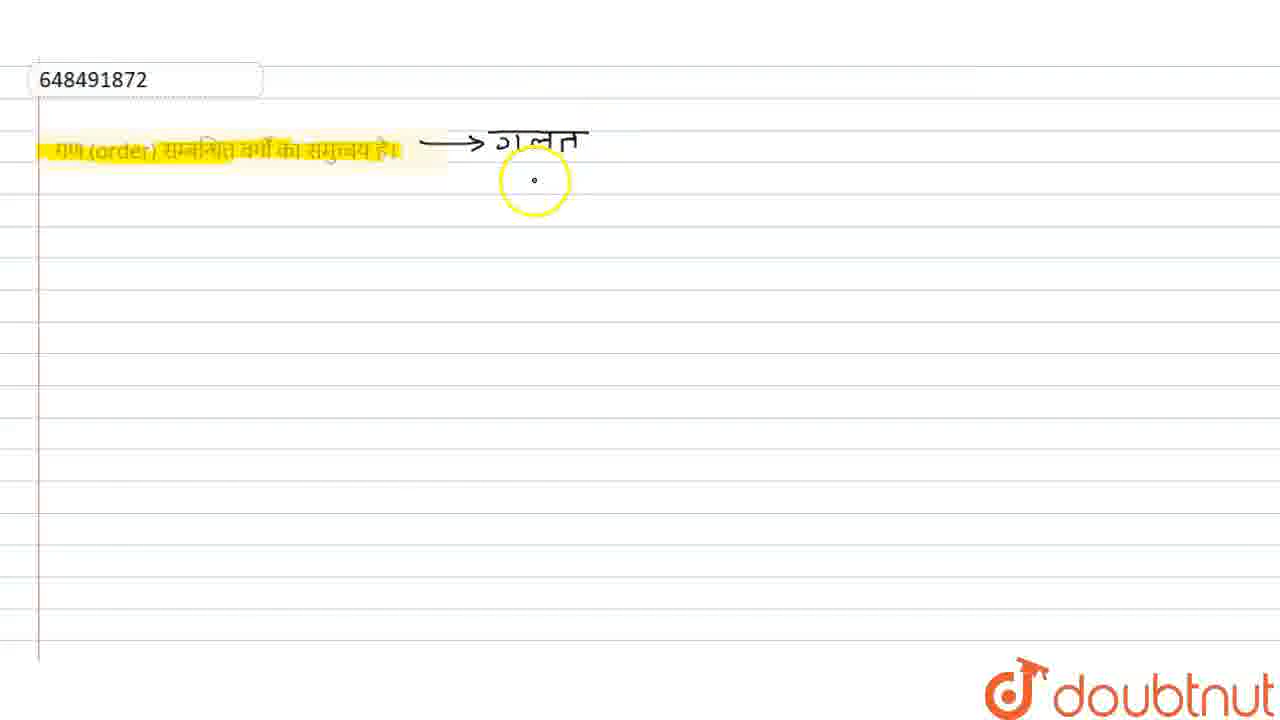 648491872
गण (order) सम्बन्धित वर्गों का समुच्चय है। → गलत
doubtnut